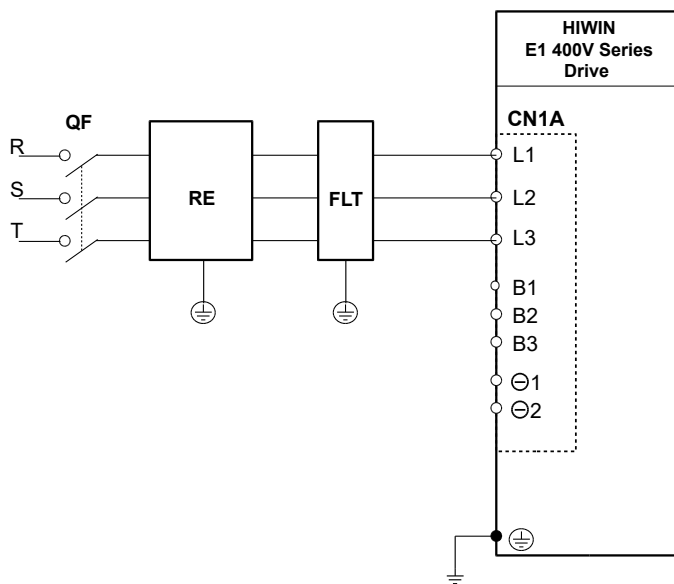 HIWIN
E1 400V Series
Drive
QF
CN1A
R
S
T
RE
FLT
L1
L2
L3
B1
B2
B3
⊖1
⊖2